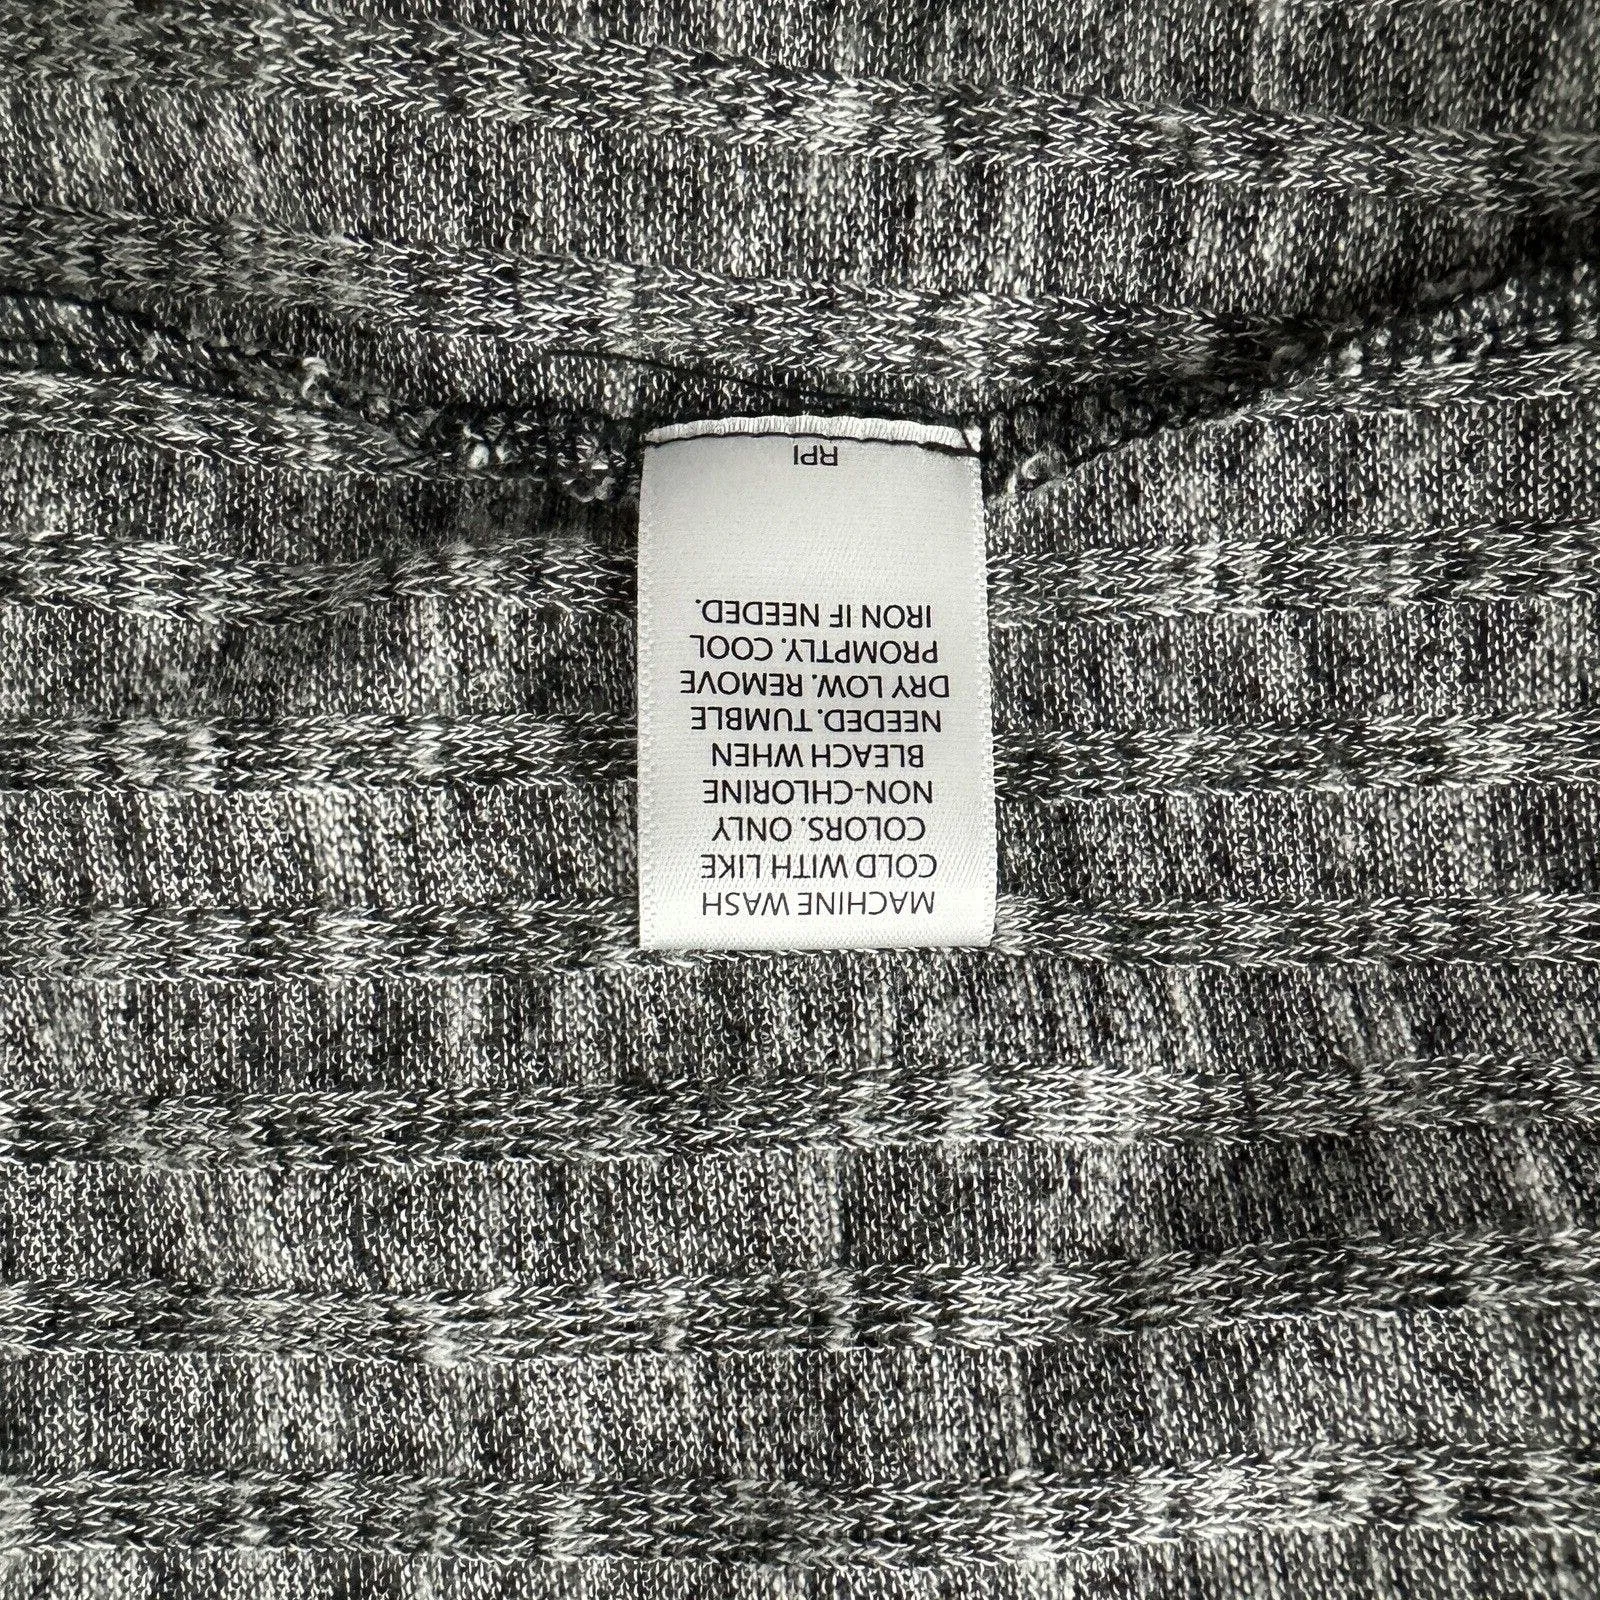 MACHINE WASH
COLD WITH LIKE
COLORS. ONLY
NON-CHLORINE
BLEACH WHEN
NEEDED. TUMBLE
DRY LOW. REMOVE
PROMPTLY. COOL
IRON IF NEEDED.
RPI